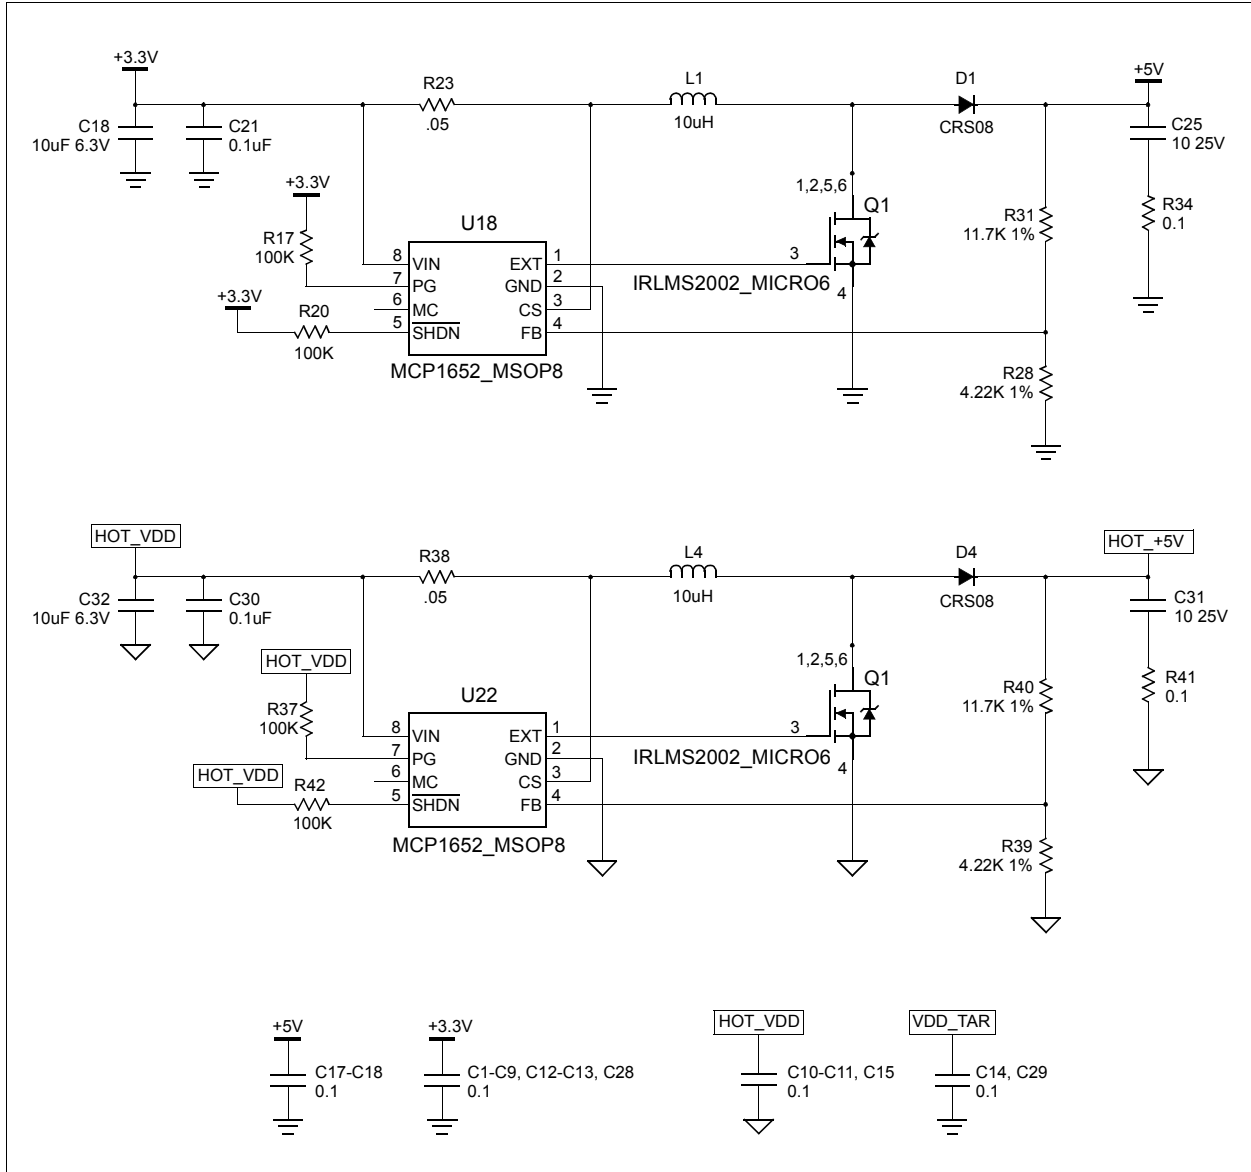 +3.3V
R23
.05
L1
10uH
D1
CRS08
+5V
C18
10uF 6.3V
C21
0.1uF
C25
10 25V
R34
0.1
+3.3V
R17
100K
+3.3V
R20
100K
U18
8 VIN EXT 1
7 PG GND 2
6 MC CS 3
5 SHDN FB 4
MCP1652_MSOP8
1,2,5,6
Q1
3
IRLMS2002_MICRO6
4
R31
11.7K 1%
R28
4.22K 1%
HOT_VDD
R38
.05
L4
10uH
D4
CRS08
HOT_+5V
C32
10uF 6.3V
C30
0.1uF
C31
10 25V
R41
0.1
HOT_VDD
R37
100K
HOT_VDD
R42
100K
U22
8 VIN EXT 1
7 PG GND 2
6 MC CS 3
5 SHDN FB 4
MCP1652_MSOP8
1,2,5,6
Q1
3
IRLMS2002_MICRO6
4
R40
11.7K 1%
R39
4.22K 1%
+5V
C17-C18
0.1
+3.3V
C1-C9, C12-C13, C28
0.1
HOT_VDD
C10-C11, C15
0.1
VDD_TAR
C14, C29
0.1